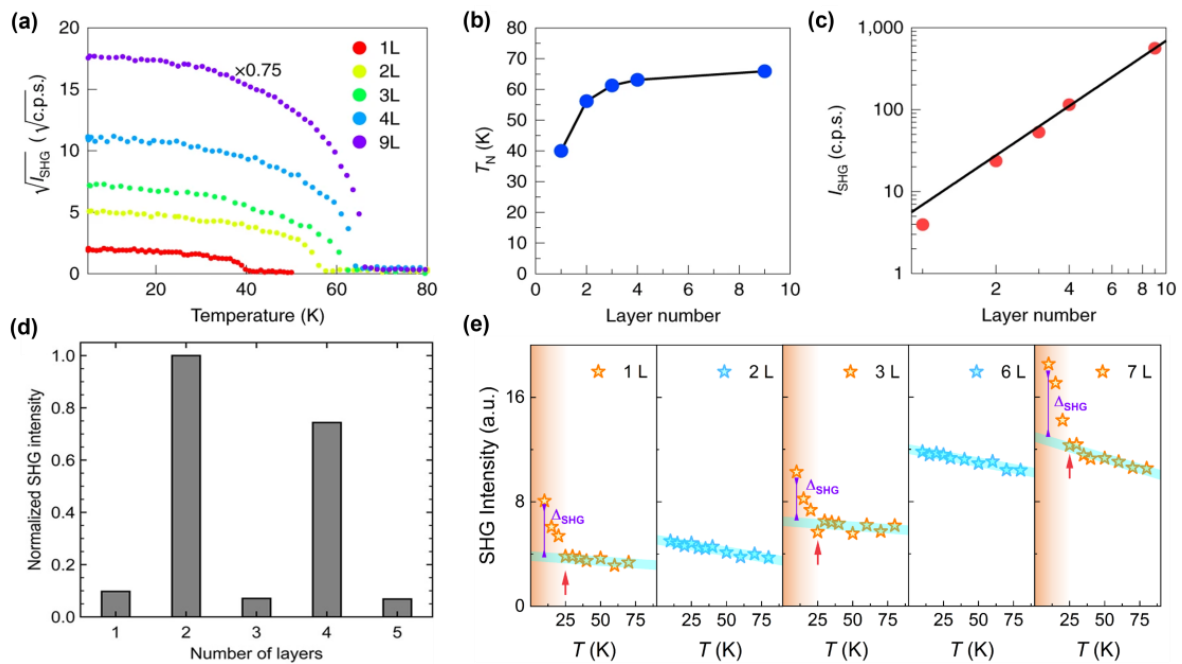 (a)
20
15
10
5
0
√I_SHG (√c.p.s.)
×0.75
1L
2L
3L
4L
9L
20 40 60 80
Temperature (K)
(b)
80
70
60
50
40
30
20
10
0
T_N (K)
0 2 4 6 8 10
Layer number
(c)
1,000
100
10
1
I_SHG (c.p.s.)
2 4 6 8 10
Layer number
(d)
1.0
0.8
0.6
0.4
0.2
0.0
Normalized SHG intensity
1 2 3 4 5
1 2 3 4 5
Number of layers
(e)
16
8
0
SHG Intensity (a.u.)
1 L
Δ_SHG
25 50 75
T (K)
2 L
25 50 75
T (K)
3 L
Δ_SHG
25 50 75
T (K)
6 L
25 50 75
T (K)
7 L
Δ_SHG
25 50 75
T (K)